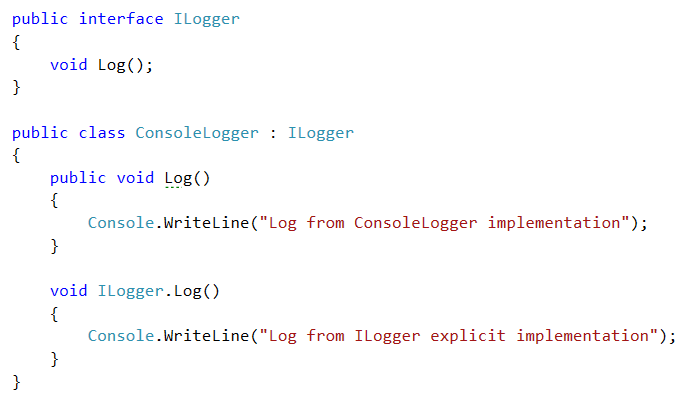 public interface ILogger
{
    void Log();
}

public class ConsoleLogger : ILogger
{
    public void Log()
    {
        Console.WriteLine("Log from ConsoleLogger implementation");
    }

    void ILogger.Log()
    {
        Console.WriteLine("Log from ILogger explicit implementation");
    }
}